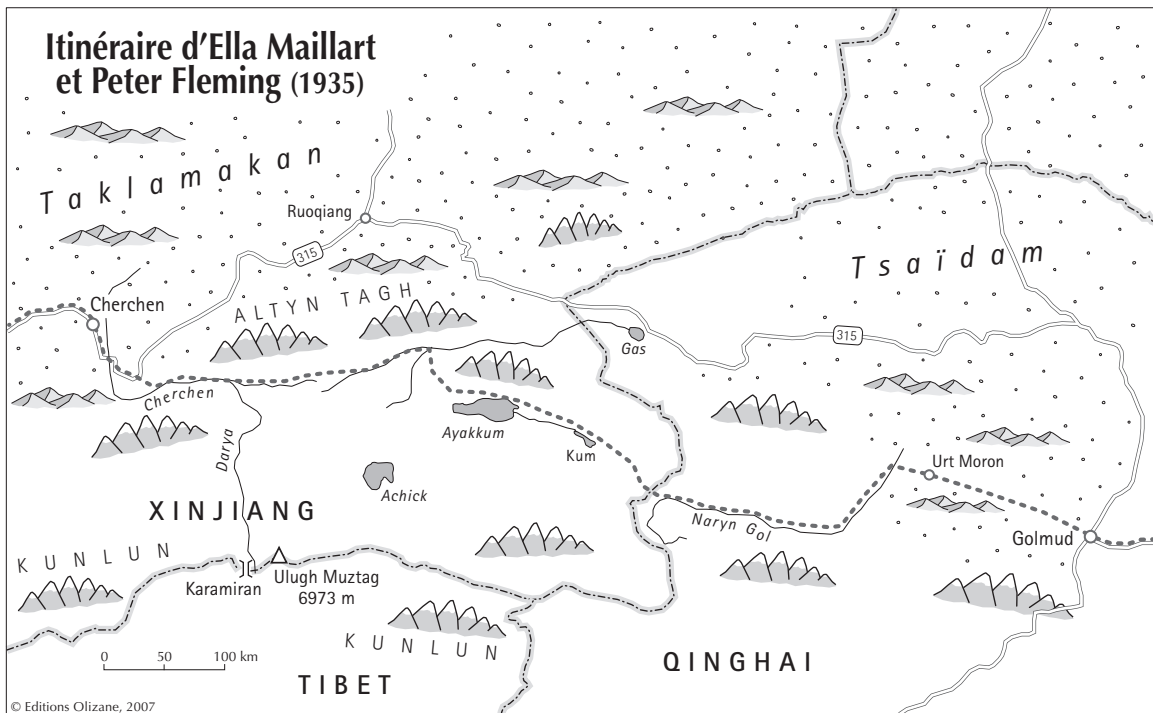 Itinéraire d'Ella Maillart
et Peter Fleming (1935)
Taklamakan
Ruoqiang
315
Tsaïdam
Cherchen
ALTYN TAGH
315
Gas
Cherchen
Darya
Ayakkum
Kum
Urt Moron
Achick
XINJIANG
Naryn Gol
Golmud
KUNLUN
Karamiran
Ulugh Muztag
6973 m
KUNLUN
0 50 100 km
QINGHAI
TIBET
© Editions Olizane, 2007